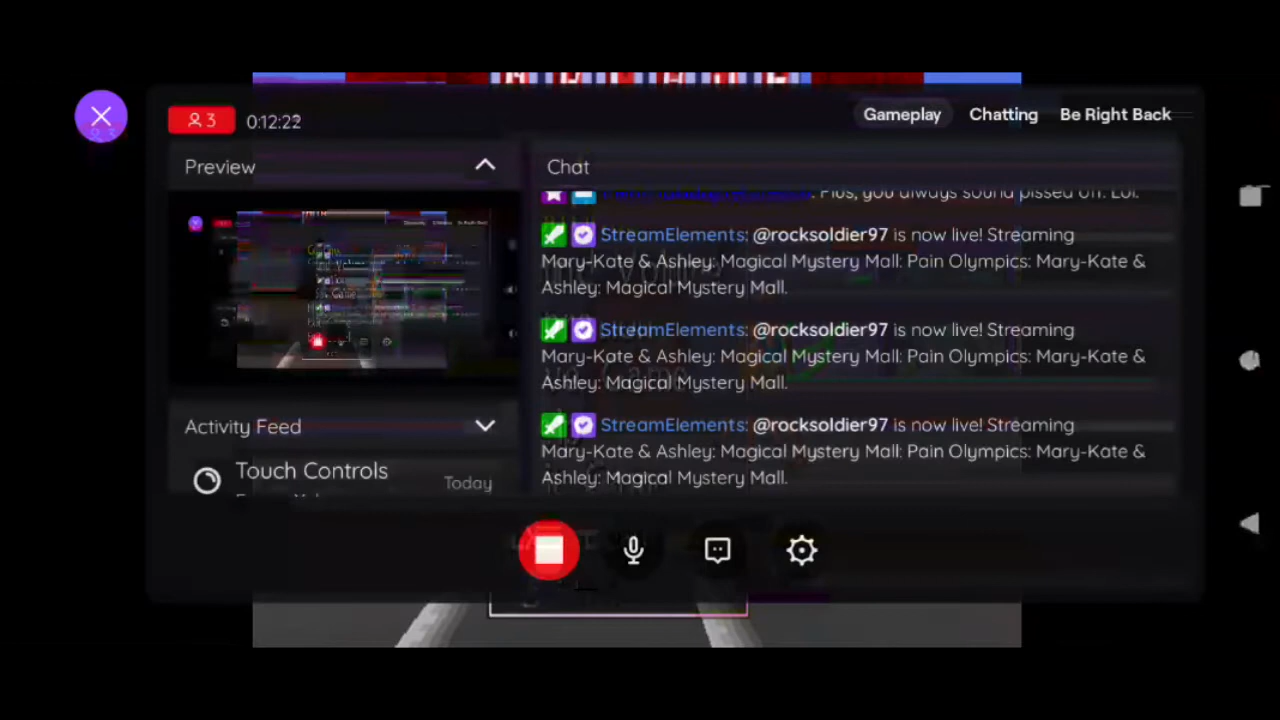 3
0:12:22
Gameplay
Chatting
Be Right Back
Preview
Chat
Plus, you always sound pissed off. Lol.
StreamElements: @rocksoldier97 is now live! Streaming
Mary-Kate & Ashley: Magical Mystery Mall: Pain Olympics: Mary-Kate &
Ashley: Magical Mystery Mall.
StreamElements: @rocksoldier97 is now live! Streaming
Mary-Kate & Ashley: Magical Mystery Mall: Pain Olympics: Mary-Kate &
Ashley: Magical Mystery Mall.
StreamElements: @rocksoldier97 is now live! Streaming
Mary-Kate & Ashley: Magical Mystery Mall: Pain Olympics: Mary-Kate &
Ashley: Magical Mystery Mall.
Activity Feed
Touch Controls
Today